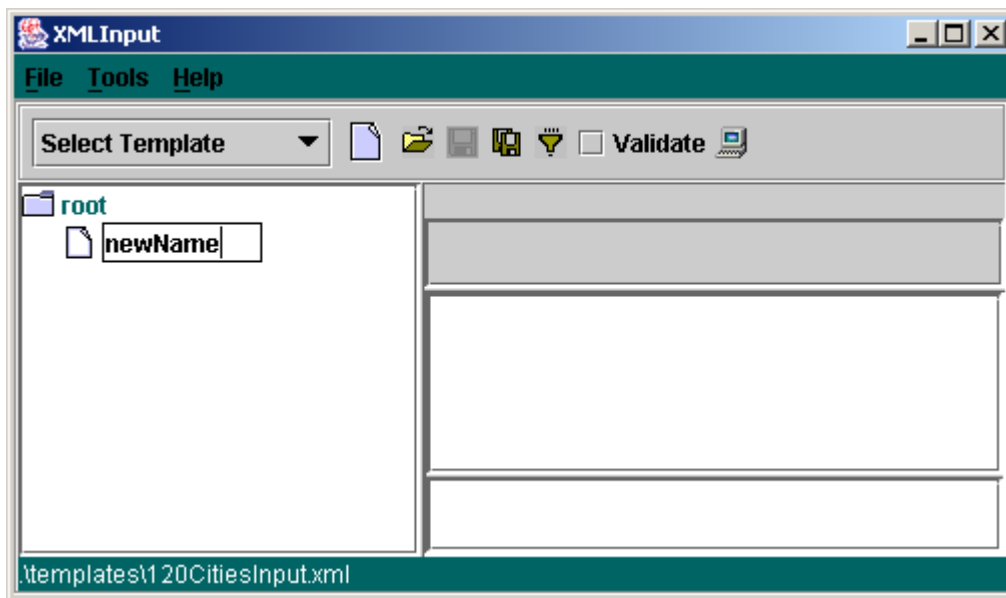 XMLInput
File Tools Help
Select Template Validate
root
newName
.\templates\120CitiesInput.xml